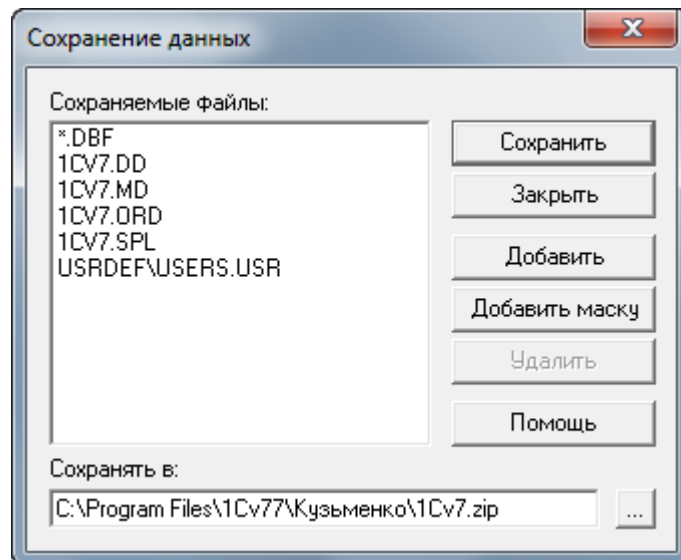 Сохранение данных
Сохраняемые файлы:
*.DBF
1CV7.DD
1CV7.MD
1CV7.ORD
1CV7.SPL
USRDEF\USERS.USR
Сохранить
Закрыть
Добавить
Добавить маску
Удалить
Помощь
Сохранять в:
C:\Program Files\1Cv77\Кузьменко\1Cv7.zip
...